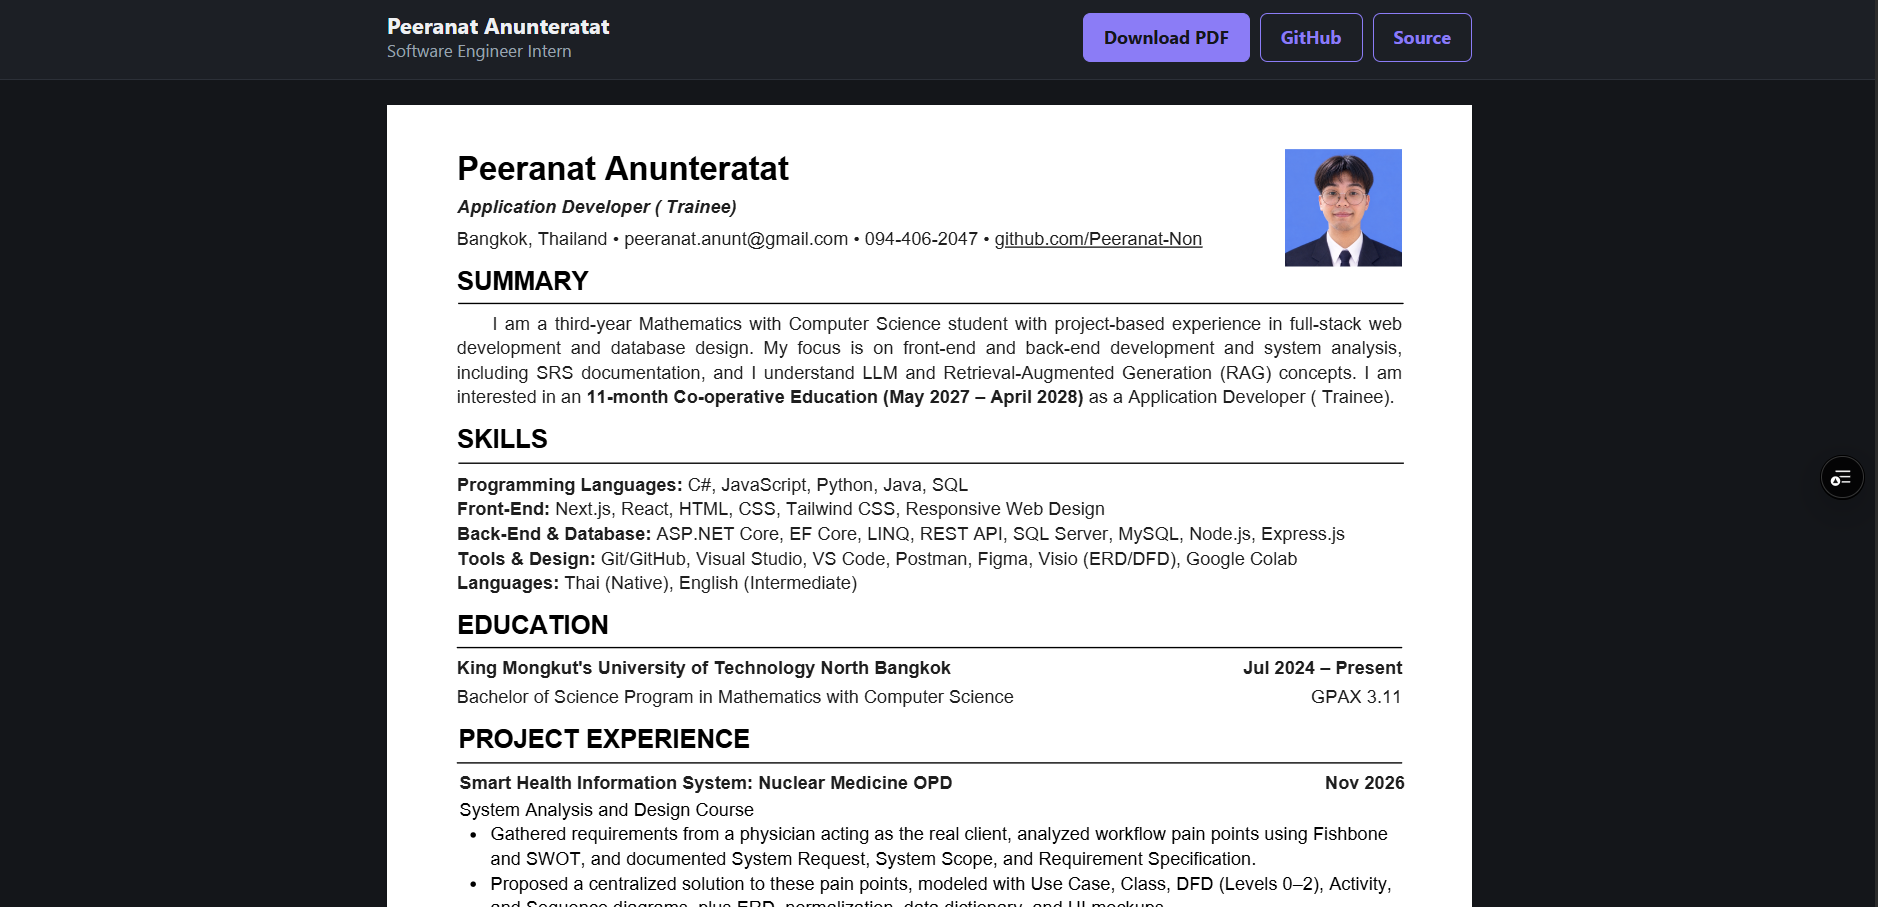 Peeranat Anunteratat
Software Engineer Intern
Download PDF
GitHub
Source
Peeranat Anunteratat
Application Developer ( Trainee)
Bangkok, Thailand • peeranat.anunt@gmail.com • 094-406-2047 • github.com/Peeranat-Non
SUMMARY
I am a third-year Mathematics with Computer Science student with project-based experience in full-stack web
development and database design. My focus is on front-end and back-end development and system analysis,
including SRS documentation, and I understand LLM and Retrieval-Augmented Generation (RAG) concepts. I am
interested in an 11-month Co-operative Education (May 2027 – April 2028) as a Application Developer ( Trainee).
SKILLS
Programming Languages: C#, JavaScript, Python, Java, SQL
Front-End: Next.js, React, HTML, CSS, Tailwind CSS, Responsive Web Design
Back-End & Database: ASP.NET Core, EF Core, LINQ, REST API, SQL Server, MySQL, Node.js, Express.js
Tools & Design: Git/GitHub, Visual Studio, VS Code, Postman, Figma, Visio (ERD/DFD), Google Colab
Languages: Thai (Native), English (Intermediate)
EDUCATION
King Mongkut's University of Technology North Bangkok Jul 2024 – Present
Bachelor of Science Program in Mathematics with Computer Science GPAX 3.11
PROJECT EXPERIENCE
Smart Health Information System: Nuclear Medicine OPD Nov 2026
System Analysis and Design Course
• Gathered requirements from a physician acting as the real client, analyzed workflow pain points using Fishbone
and SWOT, and documented System Request, System Scope, and Requirement Specification.
• Proposed a centralized solution to these pain points, modeled with Use Case, Class, DFD (Levels 0–2), Activity,
and Sequence diagrams, plus ERD, normalization, data dictionary, and UI mockups.